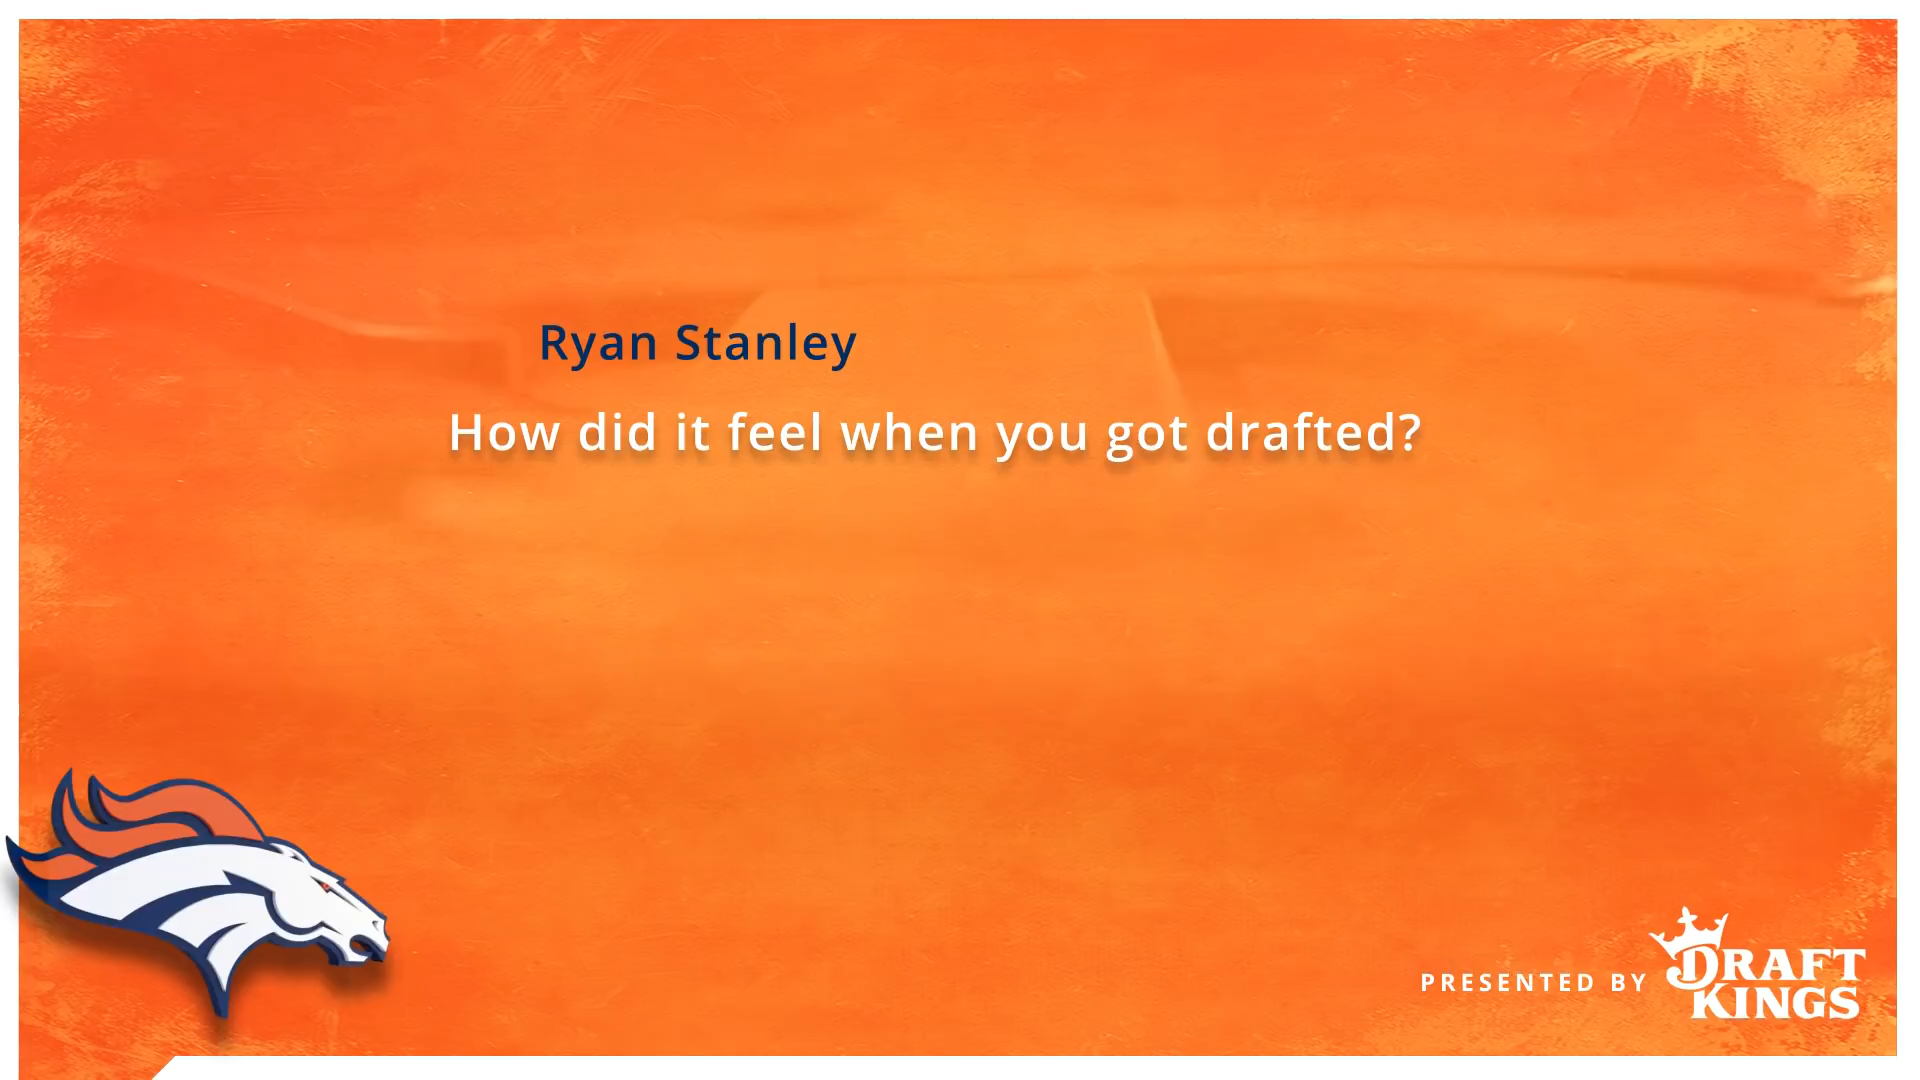 Ryan Stanley
How did it feel when you got drafted?
PRESENTED BY
DRAFT
KINGS